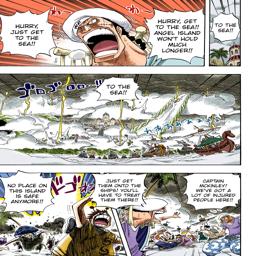 HURRY,
JUST GET
TO THE
SEA!!
HURRY, GET
TO THE SEA!!
ANGEL ISLAND
WON'T HOLD
MUCH
LONGER!!
TO THE
SEA!!
TO THE
SEA!!
NO PLACE ON
THIS ISLAND
IS SAFE
ANYMORE!!
JUST GET
THEM ONTO THE
SHIPS! YOU'LL
HAVE TO TREAT
THEM THERE!!
CAPTAIN
MCKINLEY!
WE'VE GOT
A LOT OF
INJURED
PEOPLE HERE!!